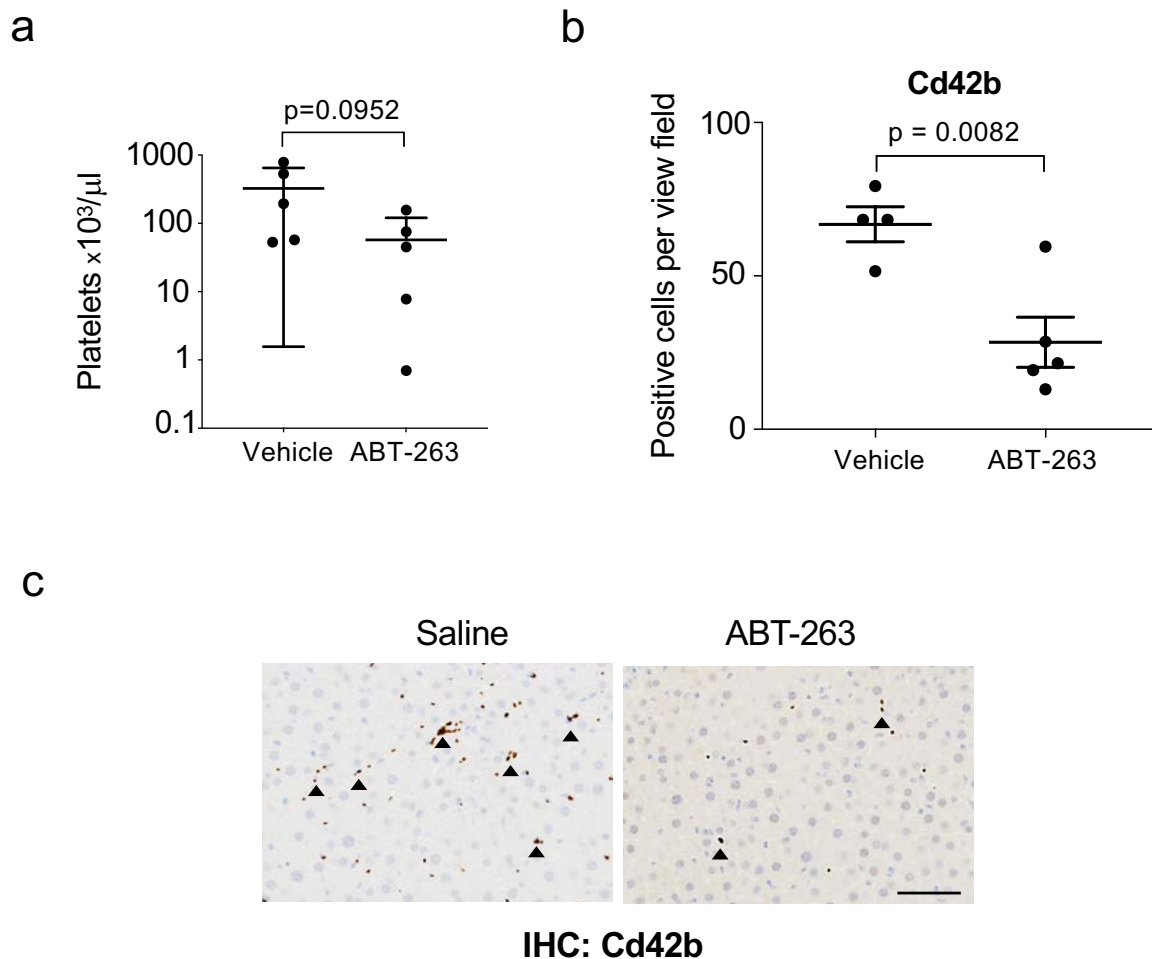 a
p=0.0952
Platelets x10³/µl
1000
100
10
1
0.1
Vehicle ABT-263
b
Cd42b
p = 0.0082
Positive cells per view field
100
50
0
Vehicle ABT-263
c
Saline ABT-263
IHC: Cd42b